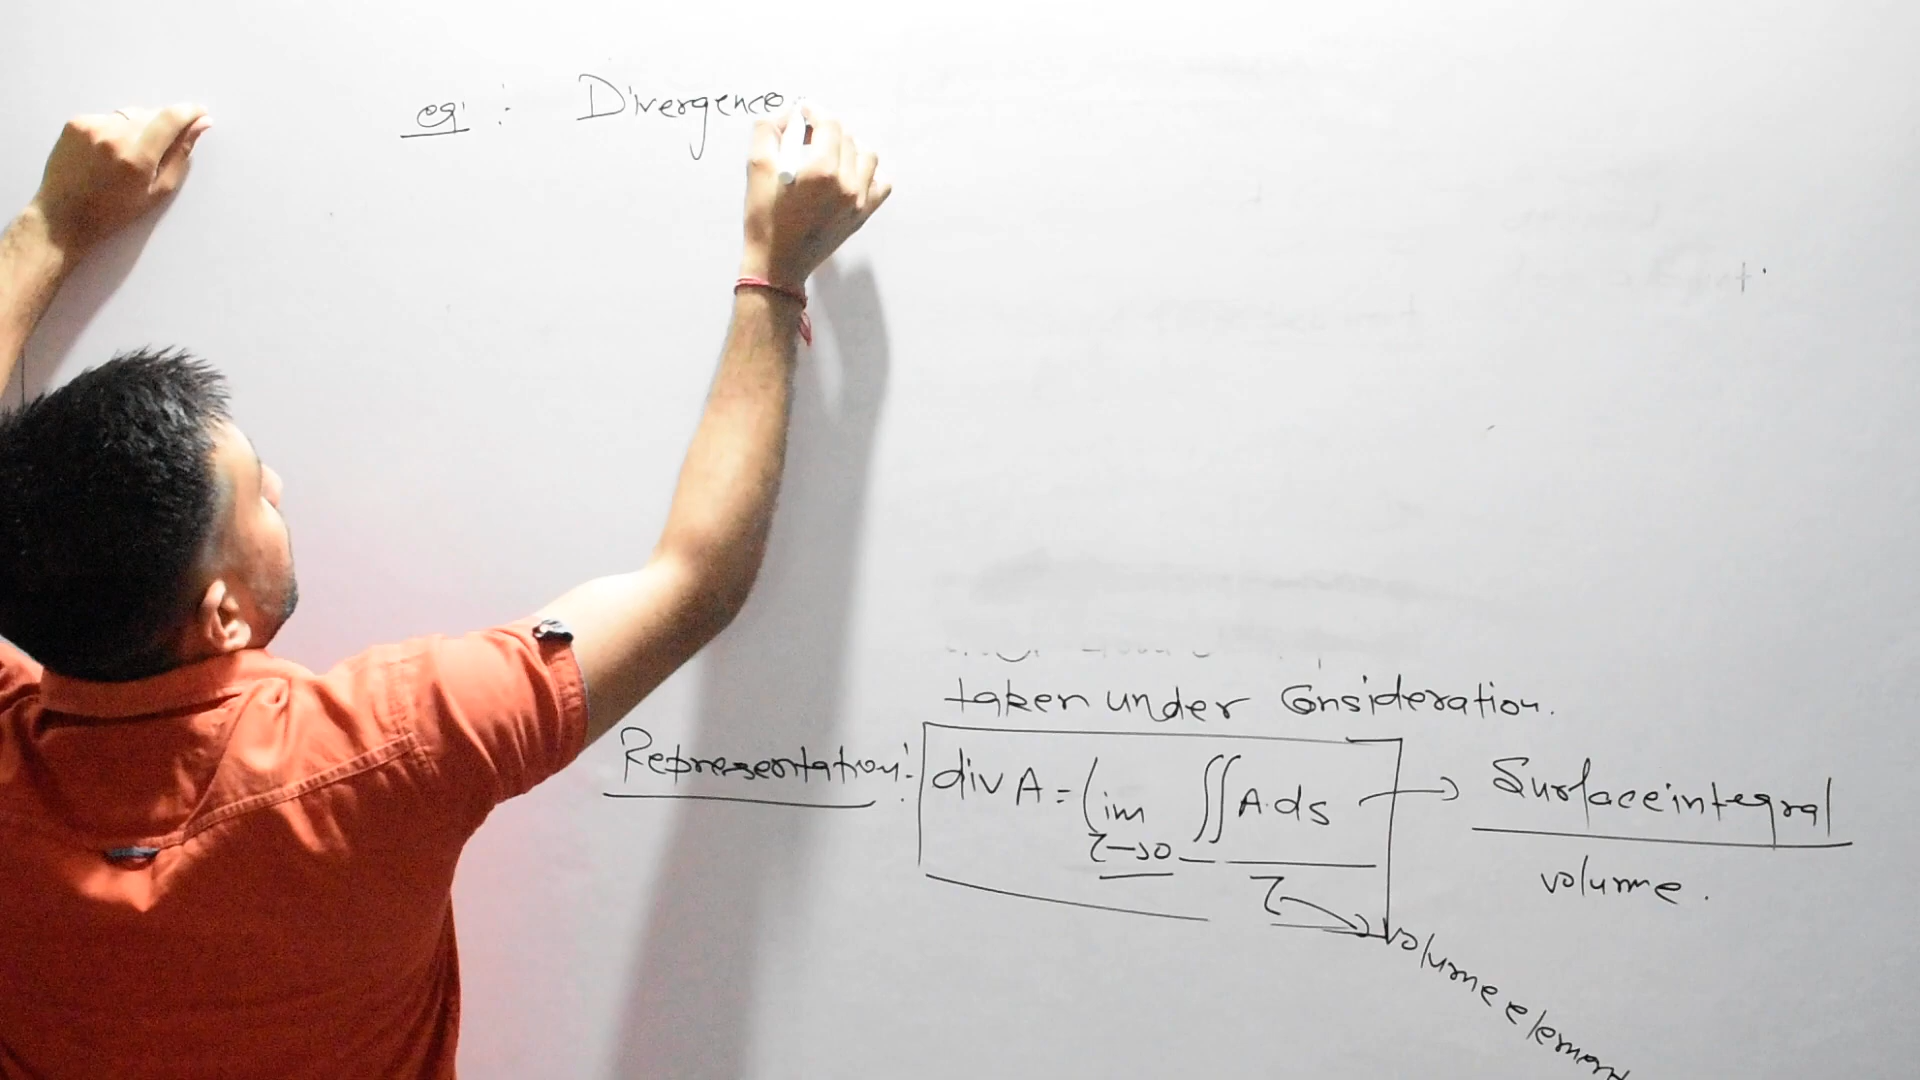 eg : Divergence
taken under Consideration.
Representation: div A = lim τ→0 ∬ A.ds / τ → Surface integral / volume.
volume element